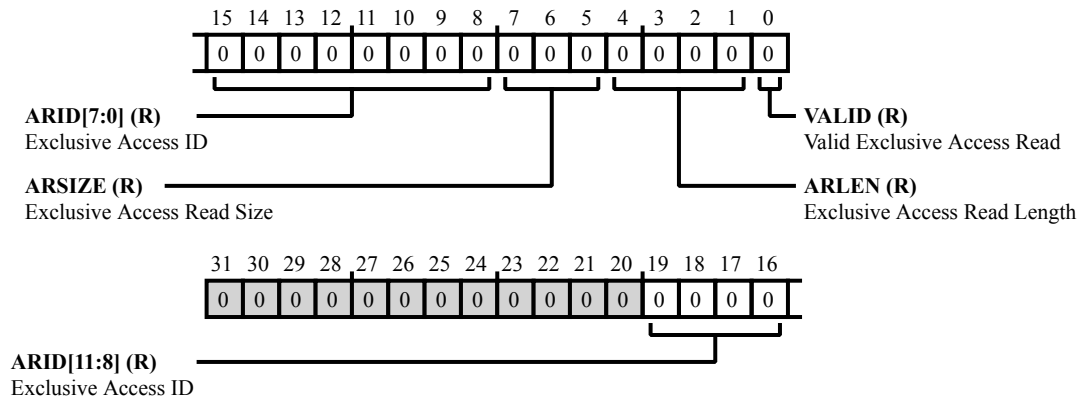 15 14 13 12 11 10 9 8 7 6 5 4 3 2 1 0
0 0 0 0 0 0 0 0 0 0 0 0 0 0 0 0
ARID[7:0] (R)
Exclusive Access ID
VALID (R)
Valid Exclusive Access Read
ARSIZE (R)
Exclusive Access Read Size
ARLEN (R)
Exclusive Access Read Length
31 30 29 28 27 26 25 24 23 22 21 20 19 18 17 16
0 0 0 0 0 0 0 0 0 0 0 0 0 0 0 0
ARID[11:8] (R)
Exclusive Access ID